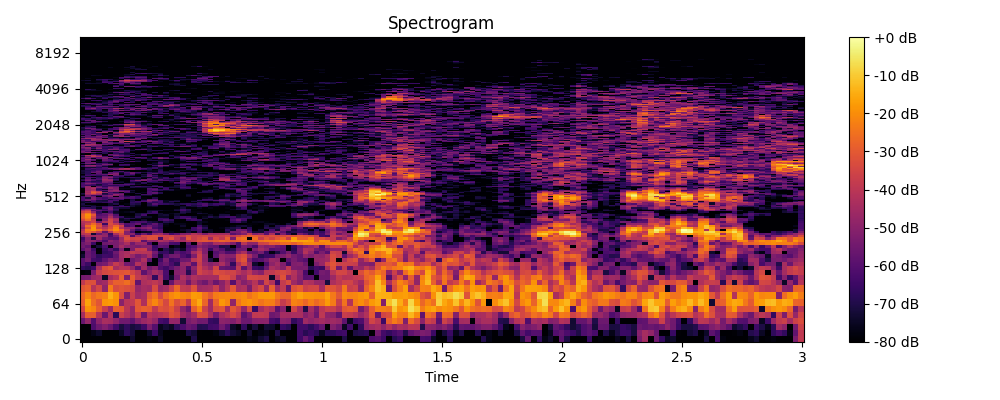 Spectrogram
8192
4096
2048
1024
512
256
128
64
0
Hz
0
0.5
1
1.5
2
2.5
3
Time
+0 dB
-10 dB
-20 dB
-30 dB
-40 dB
-50 dB
-60 dB
-70 dB
-80 dB